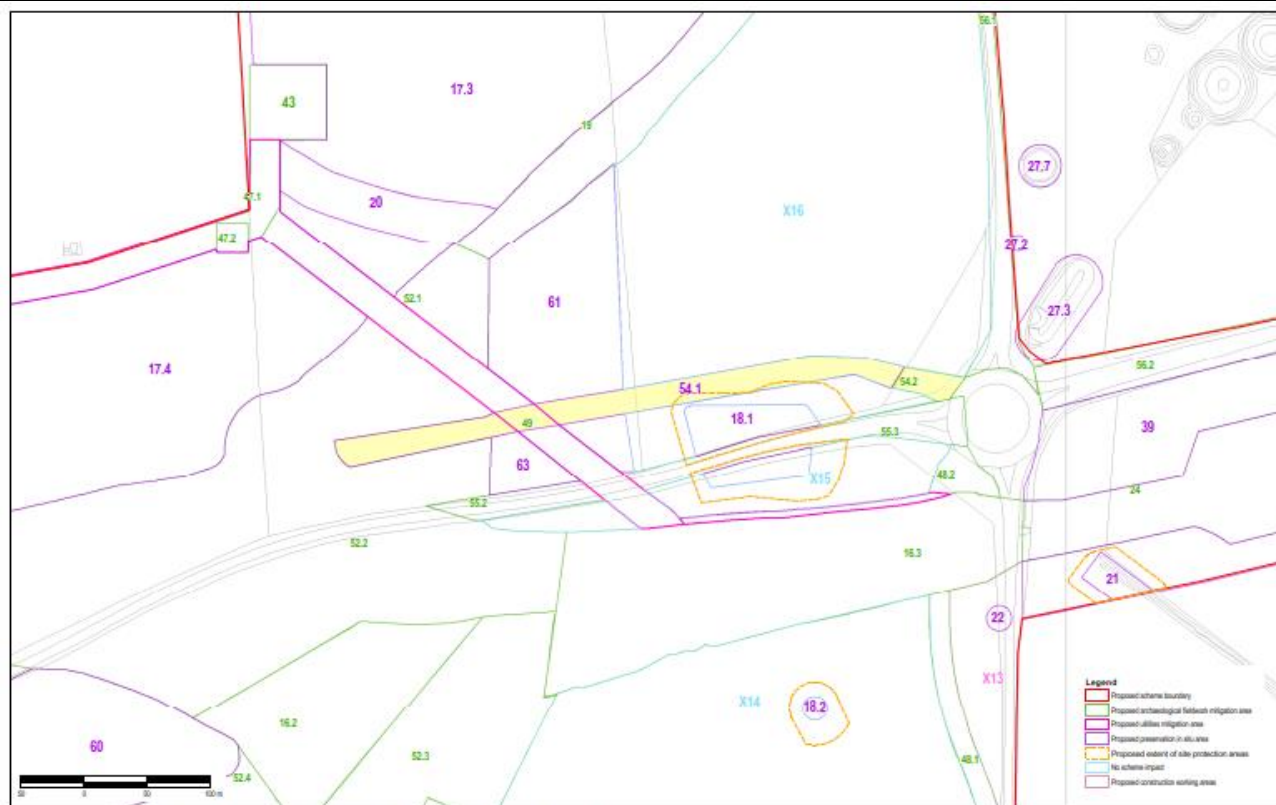 56.1
17.3
43
19
27.7
47.1
20
X16
47.2
27.2
52.1
61
27.3
17.4
56.2
54.1
54.2
18.1
49
39
55.3
63
X15
48.2
24
55.2
52.2
16.3
21
22
X13
X14
18.2
16.2
60
52.3
52.4
48.1
Legend
Proposed scheme boundary
Proposed archaeological fieldwork mitigation area
Proposed utilities mitigation area
Proposed preservation in situ area
Proposed extent of site protection areas
No scheme impact
Proposed construction working areas
50 0 50 100 m